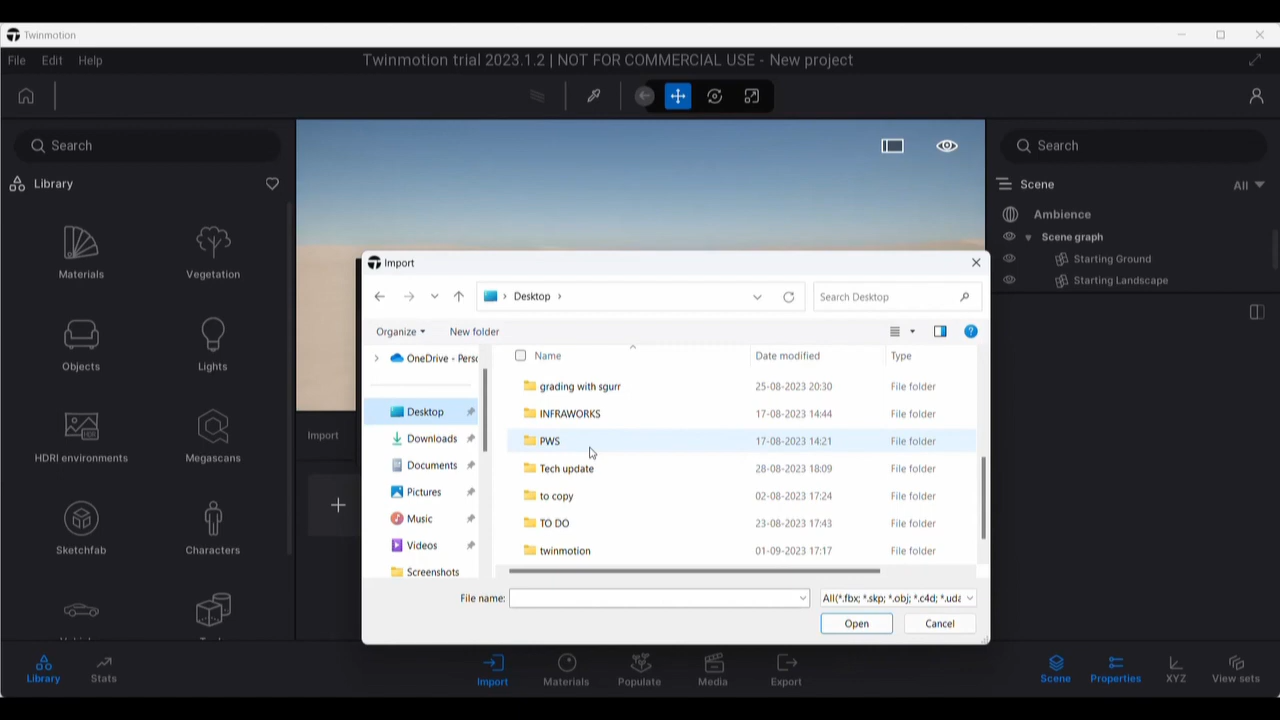 Twinmotion
File Edit Help
Twinmotion trial 2023.1.2 | NOT FOR COMMERCIAL USE - New project
Search
Library
Materials
Vegetation
Objects
Lights
HDRI environments
Megascans
Sketchfab
Characters
Import
Import
Desktop
Search Desktop
Organize
New folder
OneDrive - Perso
Desktop
Downloads
Documents
Pictures
Music
Videos
Screenshots
Name Date modified Type
grading with sgurr 25-08-2023 20:30 File folder
INFRAWORKS 17-08-2023 14:44 File folder
PWS 17-08-2023 14:21 File folder
Tech update 28-08-2023 18:09 File folder
to copy 02-08-2023 17:24 File folder
TO DO 23-08-2023 17:43 File folder
twinmotion 01-09-2023 17:17 File folder
File name:
All(*.fbx; *.skp; *.obj; *.c4d; *.uda
Open
Cancel
Search
Scene
All
Ambience
Scene graph
Starting Ground
Starting Landscape
Library
Stats
Import
Materials
Populate
Media
Export
Scene
Properties
XYZ
View sets